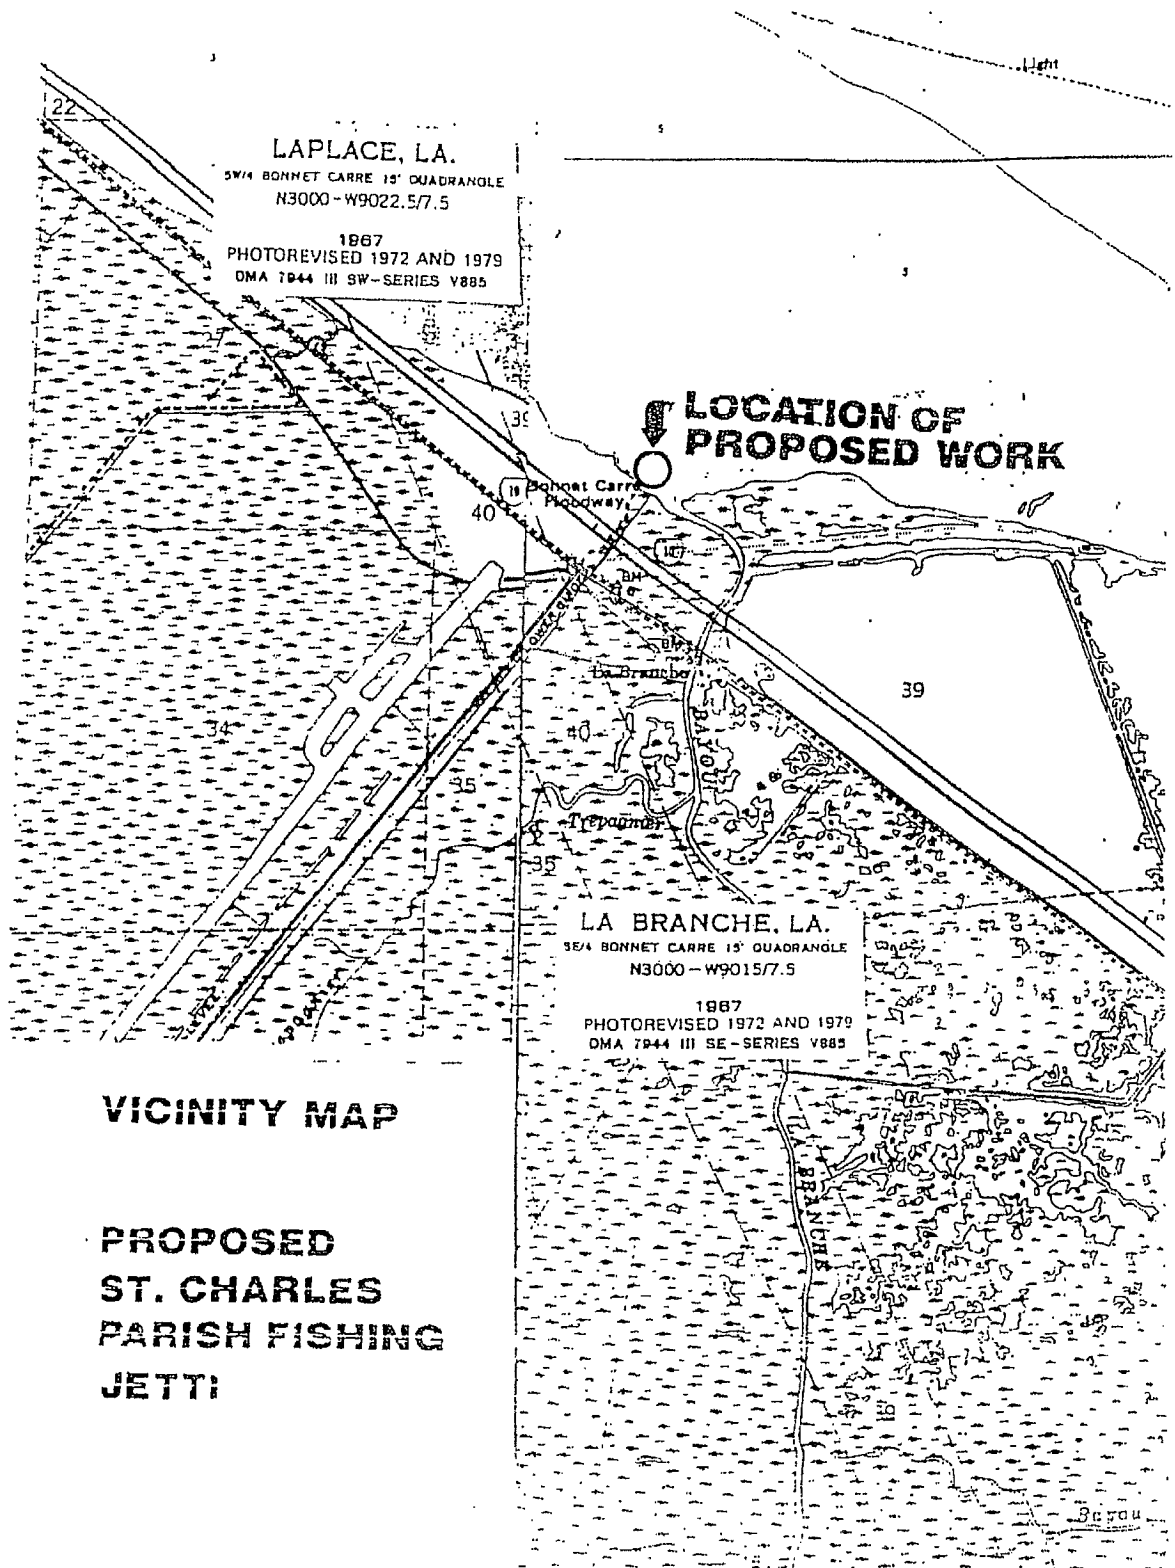 Light
22
LAPLACE, LA.
SW/4 BONNET CARRE 15' QUADRANGLE
N3000-W9022.5/7.5
1967
PHOTOREVISED 1972 AND 1979
DMA 7944 III SW-SERIES V885
39
LOCATION OF
PROPOSED WORK
Bonnet Carre
Floodway
40
BM
BM
La Branche
39
34
40
BAYOU
35
Trepagnier
35
LA BRANCHE, LA.
SE/4 BONNET CARRE 15' QUADRANGLE
N3000-W9015/7.5
1967
PHOTOREVISED 1972 AND 1979
DMA 7944 III SE-SERIES V885
LEVEE
VICINITY MAP
LA BRANCHE
PROPOSED
ST. CHARLES
PARISH FISHING
JETTI
Bayou